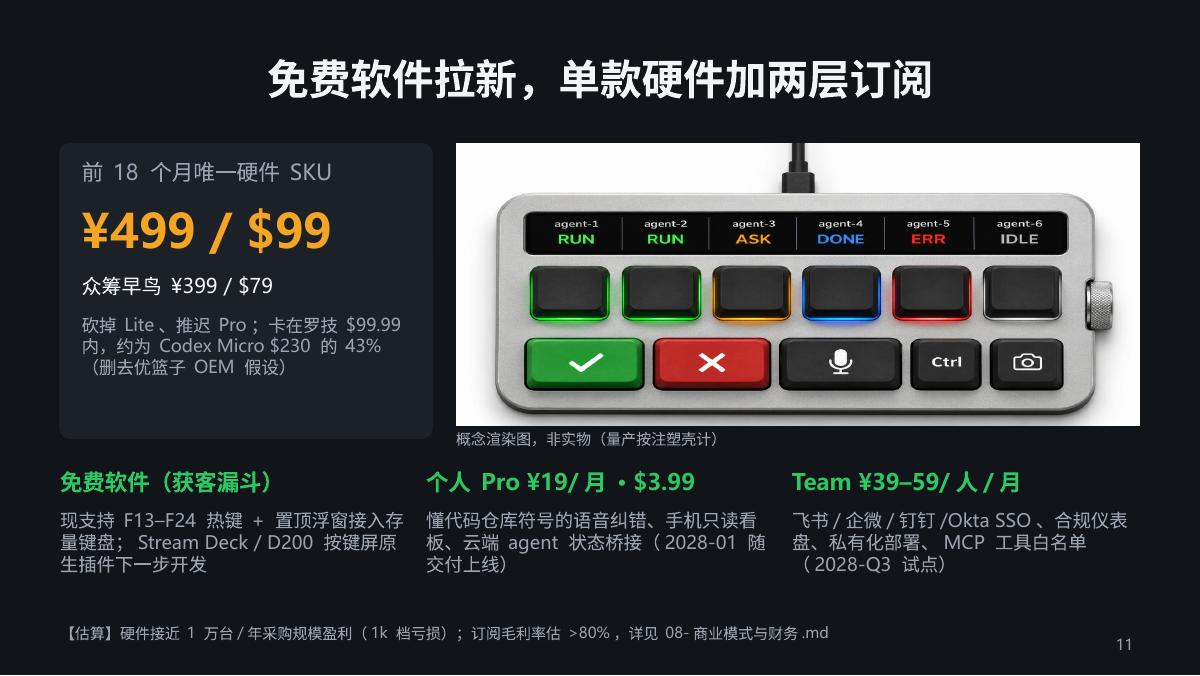 免费软件拉新，单款硬件加两层订阅
前 18 个月唯一硬件 SKU
¥499 / $99
众筹早鸟 ¥399 / $79
砍掉 Lite、推迟 Pro；卡在罗技 $99.99
内，约为 Codex Micro $230 的 43%
（删去优篮子 OEM 假设）
agent-1 agent-2 agent-3 agent-4 agent-5 agent-6
RUN RUN ASK DONE ERR IDLE
Ctrl
概念渲染图，非实物（量产按注塑壳计）
免费软件（获客漏斗）
现支持 F13–F24 热键 + 置顶浮窗接入存
量键盘；Stream Deck / D200 按键屏原
生插件下一步开发
个人 Pro ¥19/ 月 · $3.99
懂代码仓库符号的语音纠错、手机只读看
板、云端 agent 状态桥接（2028-01 随
交付上线）
Team ¥39–59/ 人 / 月
飞书 / 企微 / 钉钉 /Okta SSO、合规仪表
盘、私有化部署、MCP 工具白名单
（2028-Q3 试点）
【估算】硬件接近 1 万台 / 年采购规模盈利（1k 档亏损）；订阅毛利率估 >80%，详见 08- 商业模式与财务 .md
11